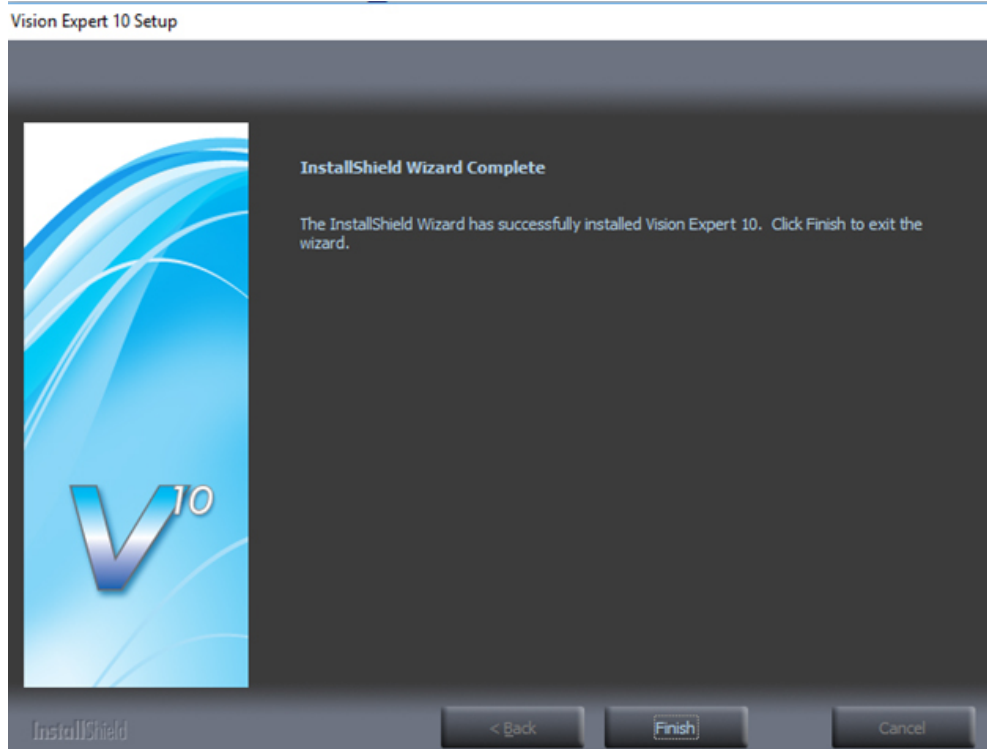 Vision Expert 10 Setup
InstallShield Wizard Complete
The InstallShield Wizard has successfully installed Vision Expert 10. Click Finish to exit the
wizard.
V10
InstallShield
< Back
Finish
Cancel